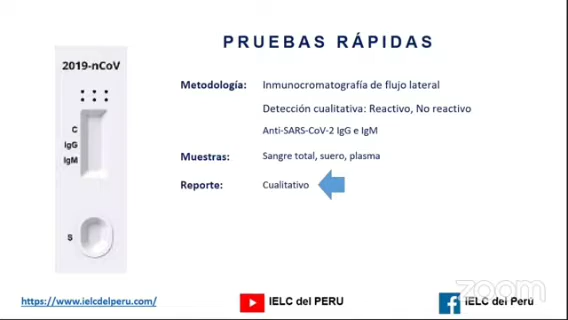 PRUEBAS RÁPIDAS
2019-nCoV
C
IgG
IgM
S
Metodología: Inmunocromatografía de flujo lateral
Detección cualitativa: Reactivo, No reactivo
Anti-SARS-CoV-2 IgG e IgM
Muestras: Sangre total, suero, plasma
Reporte: Cualitativo
https://www.ielcdelperu.com/
IELC del PERU
IELC del Perú
zoom